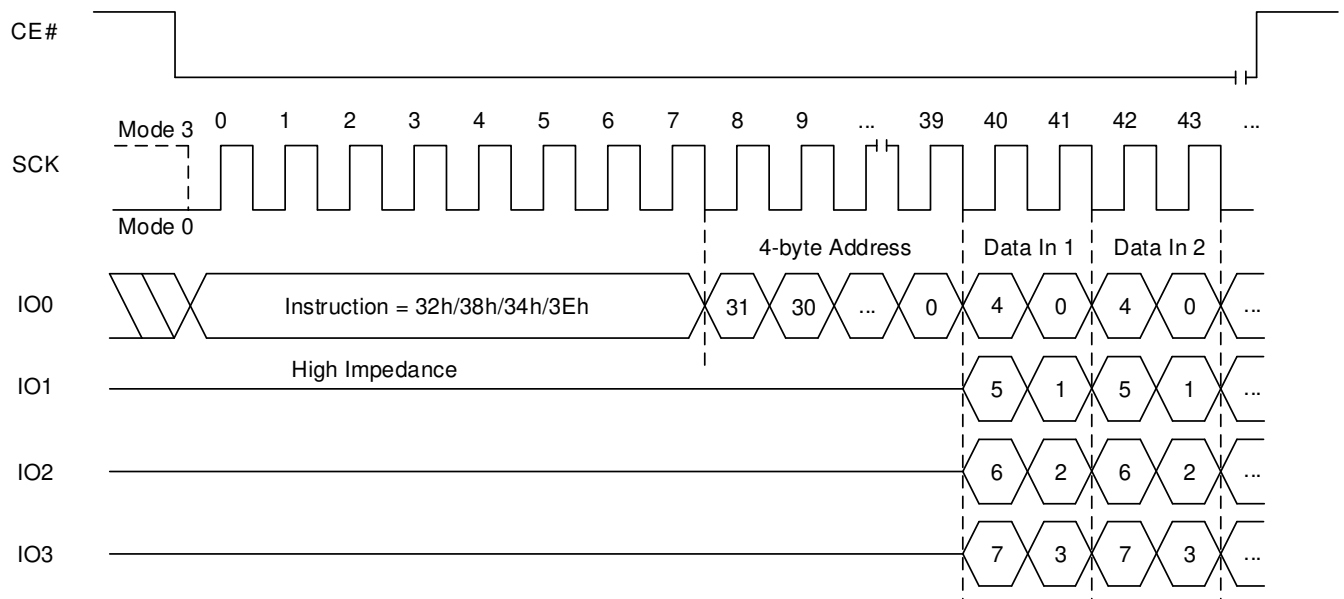 CE#
Mode 3 0 1 2 3 4 5 6 7 8 9 ... 39 40 41 42 43 ...
SCK
Mode 0
4-byte Address Data In 1 Data In 2
IO0 Instruction = 32h/38h/34h/3Eh 31 30 ... 0 4 0 4 0 ...
High Impedance
IO1 5 1 5 1 ...
IO2 6 2 6 2 ...
IO3 7 3 7 3 ...